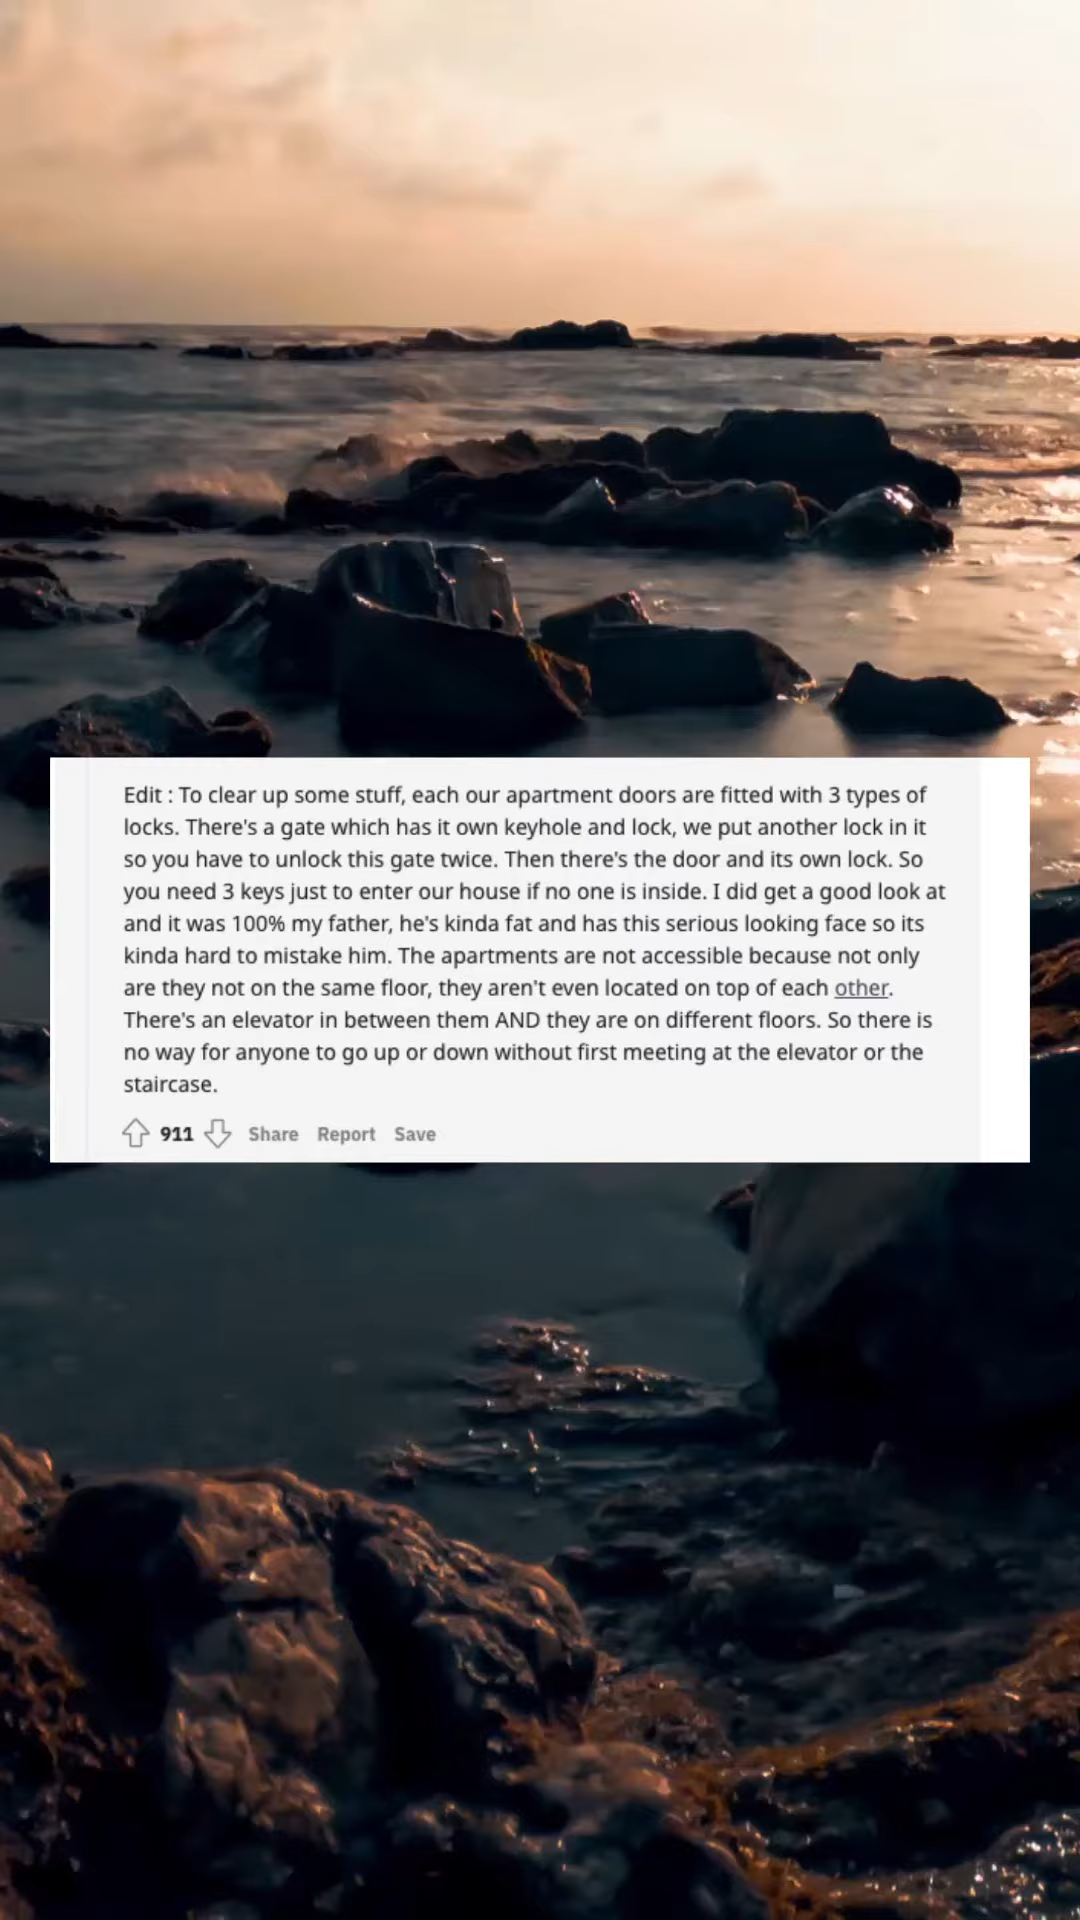 Edit : To clear up some stuff, each our apartment doors are fitted with 3 types of
locks. There's a gate which has it own keyhole and lock, we put another lock in it
so you have to unlock this gate twice. Then there's the door and its own lock. So
you need 3 keys just to enter our house if no one is inside. I did get a good look at
and it was 100% my father, he's kinda fat and has this serious looking face so its
kinda hard to mistake him. The apartments are not accessible because not only
are they not on the same floor, they aren't even located on top of each other.
There's an elevator in between them AND they are on different floors. So there is
no way for anyone to go up or down without first meeting at the elevator or the
staircase.
911 Share Report Save